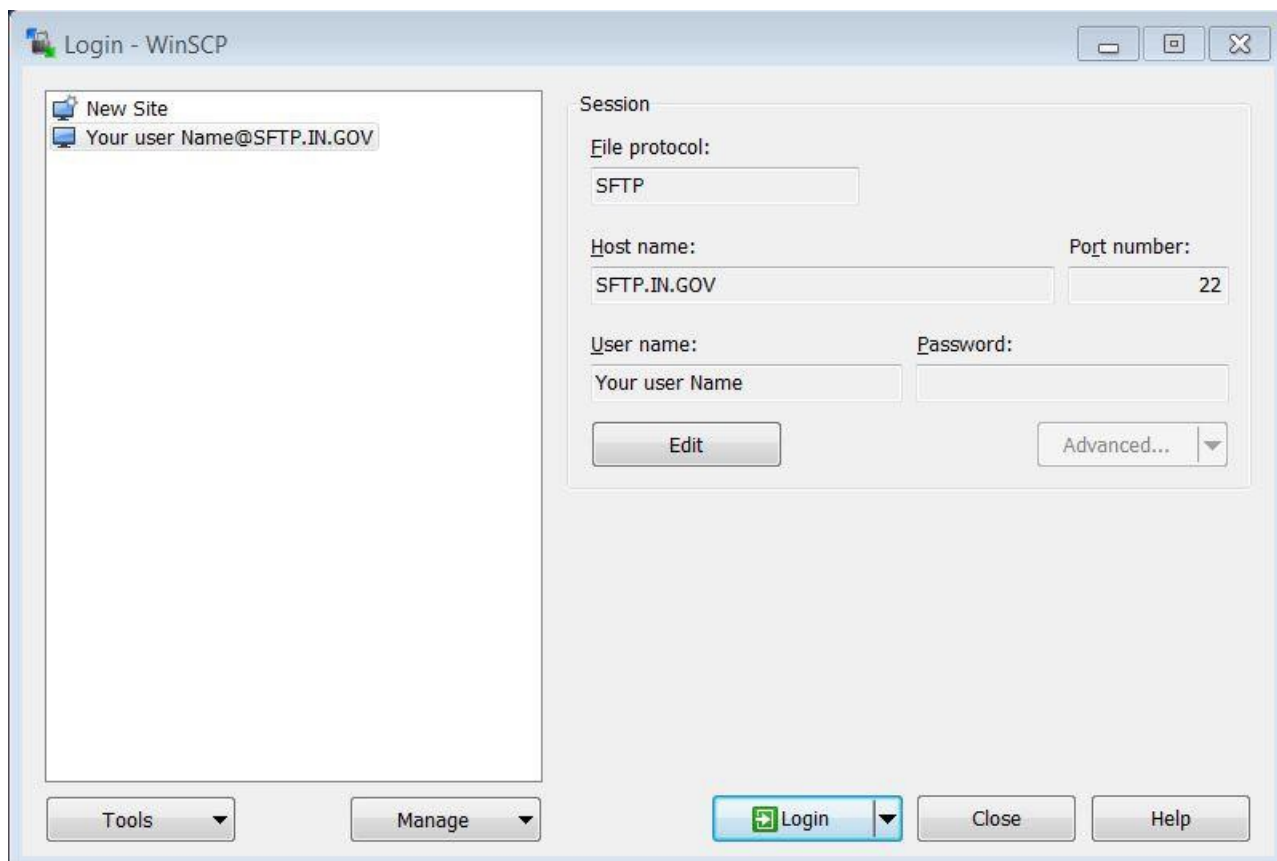 Login - WinSCP
New Site
Your user Name@SFTP.IN.GOV
Session
File protocol:
SFTP
Host name: Port number:
SFTP.IN.GOV 22
User name: Password:
Your user Name
Edit Advanced...
Tools Manage Login Close Help